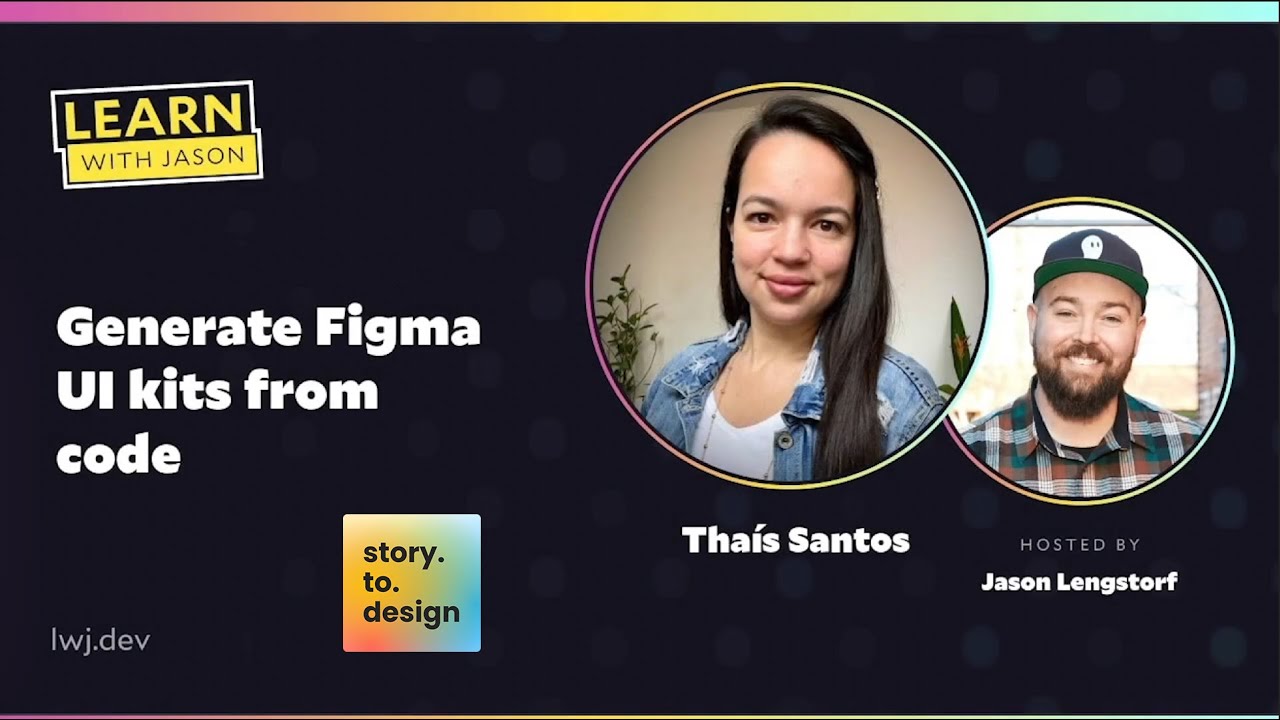 LEARN
WITH JASON
Generate Figma
UI kits from
code
story.
to.
design
lwj.dev
Thaís Santos
HOSTED BY
Jason Lengstorf